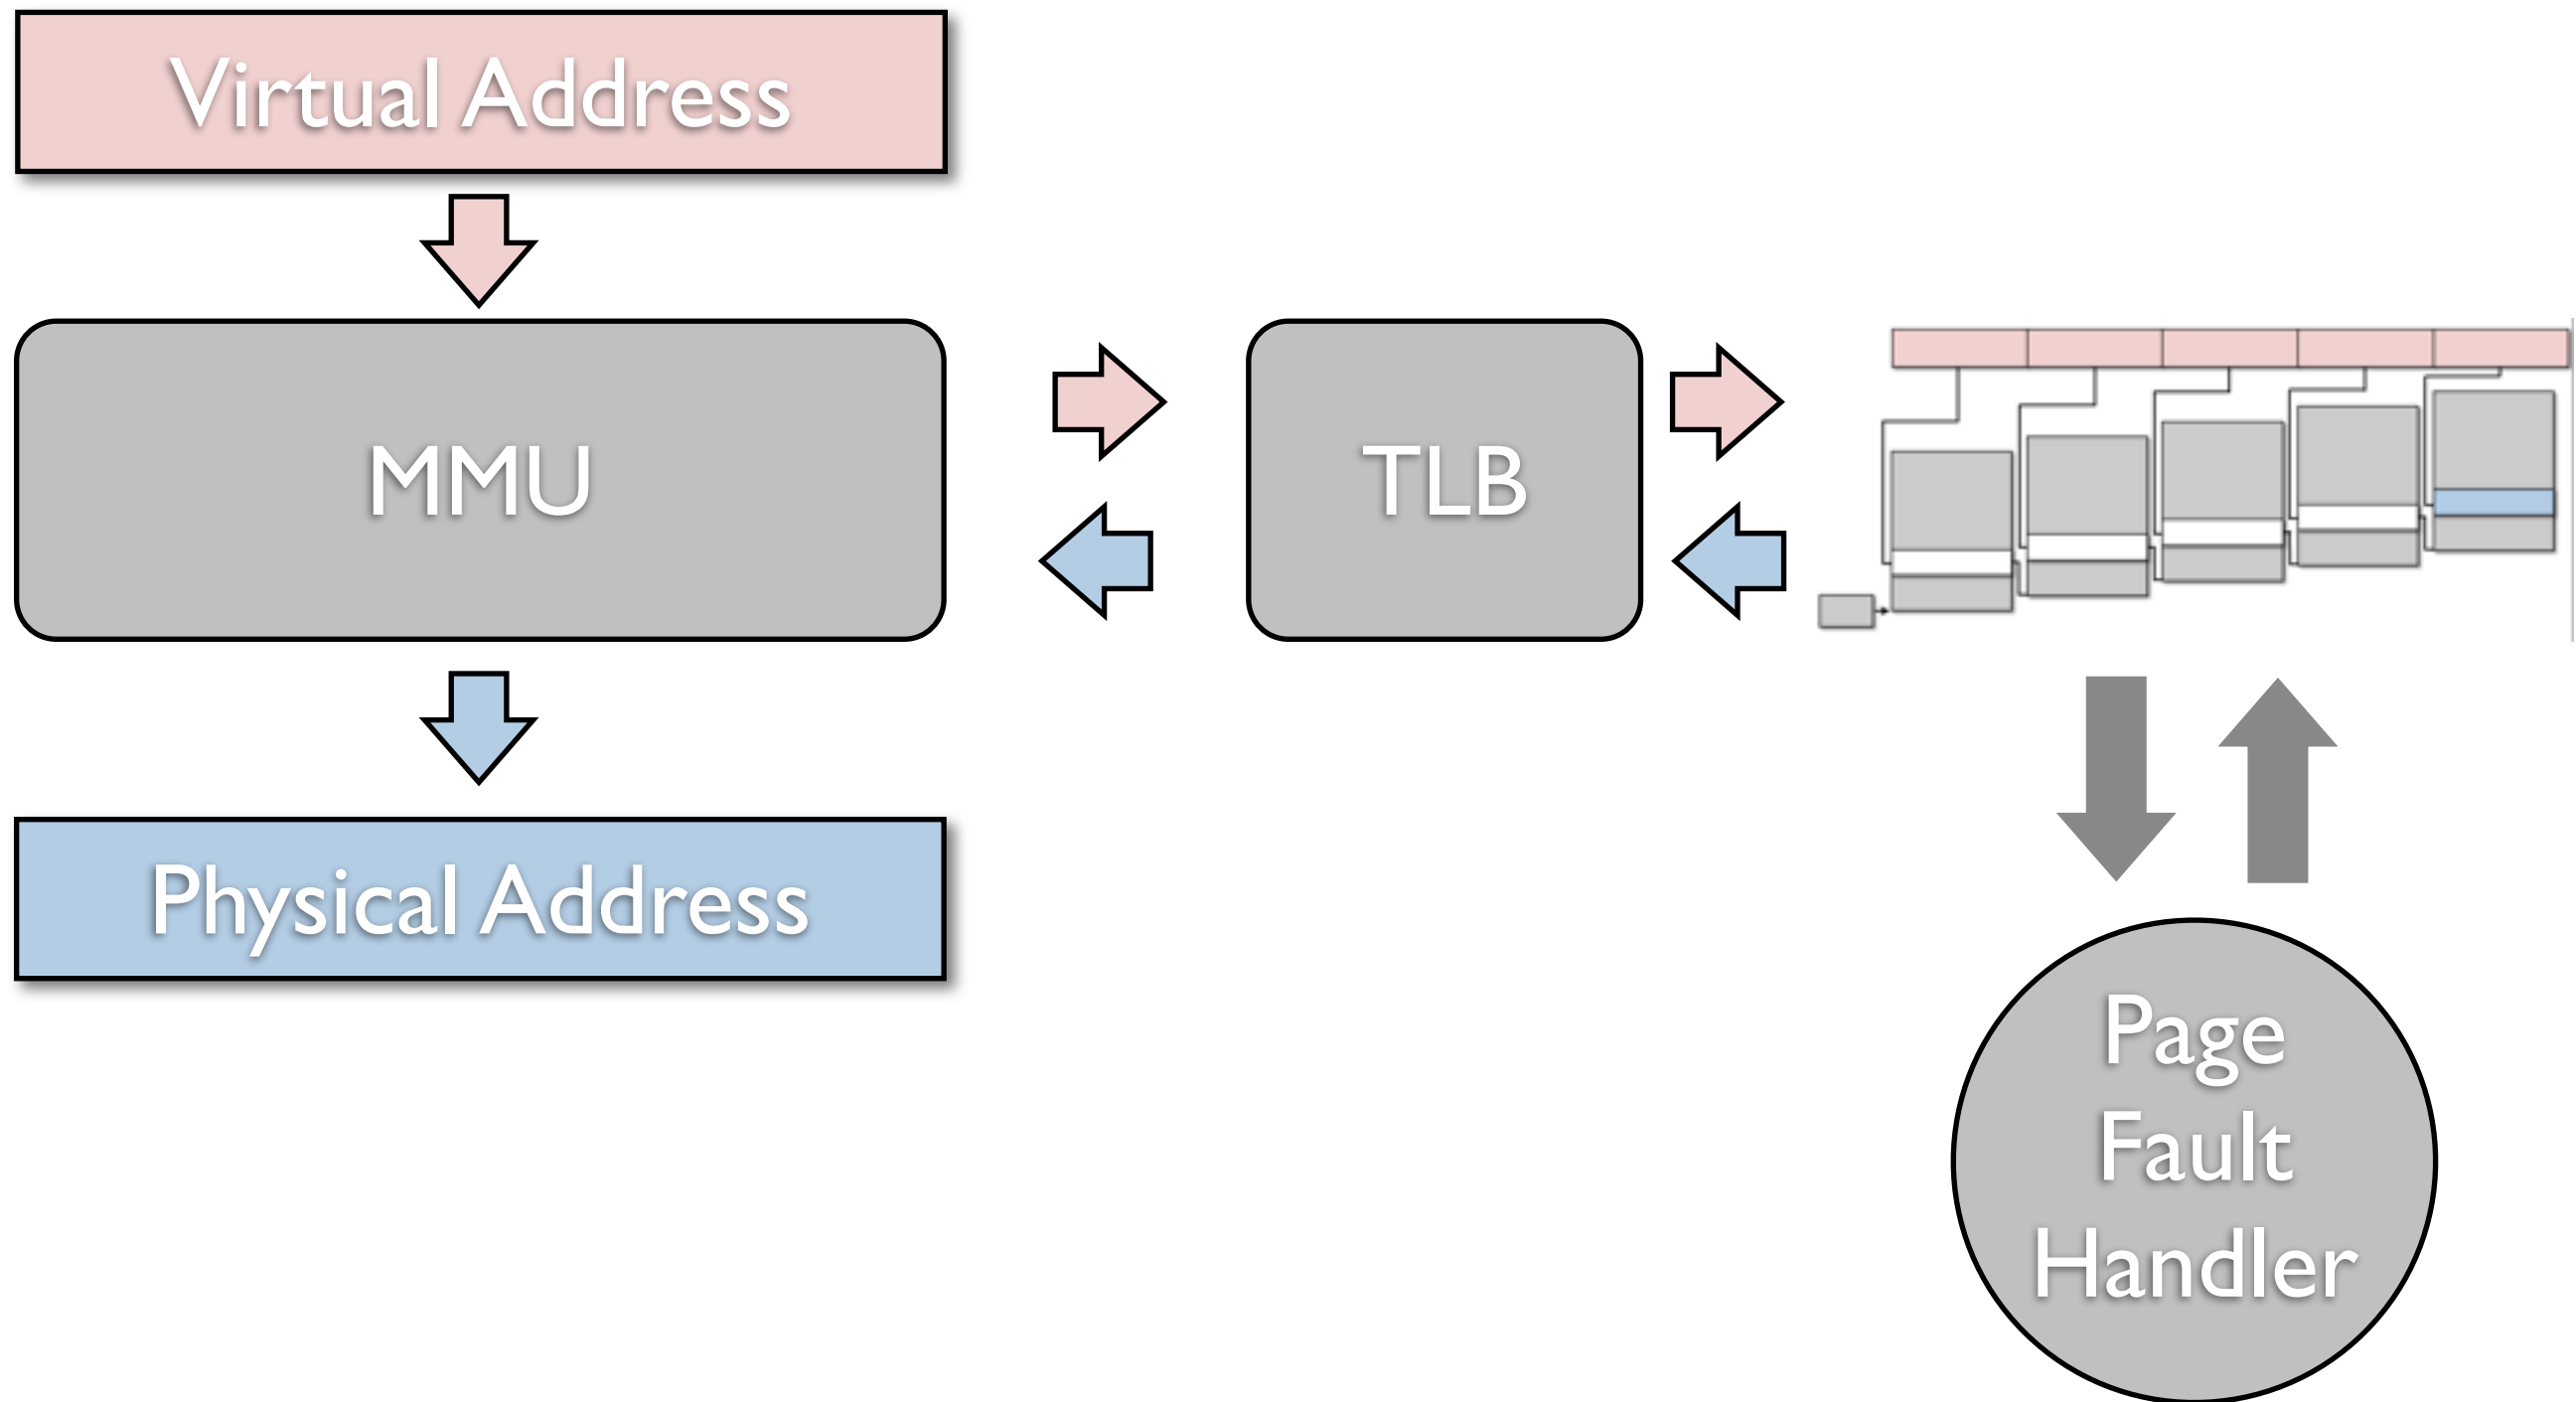 Virtual Address
MMU
TLB
Physical Address
Page
Fault
Handler